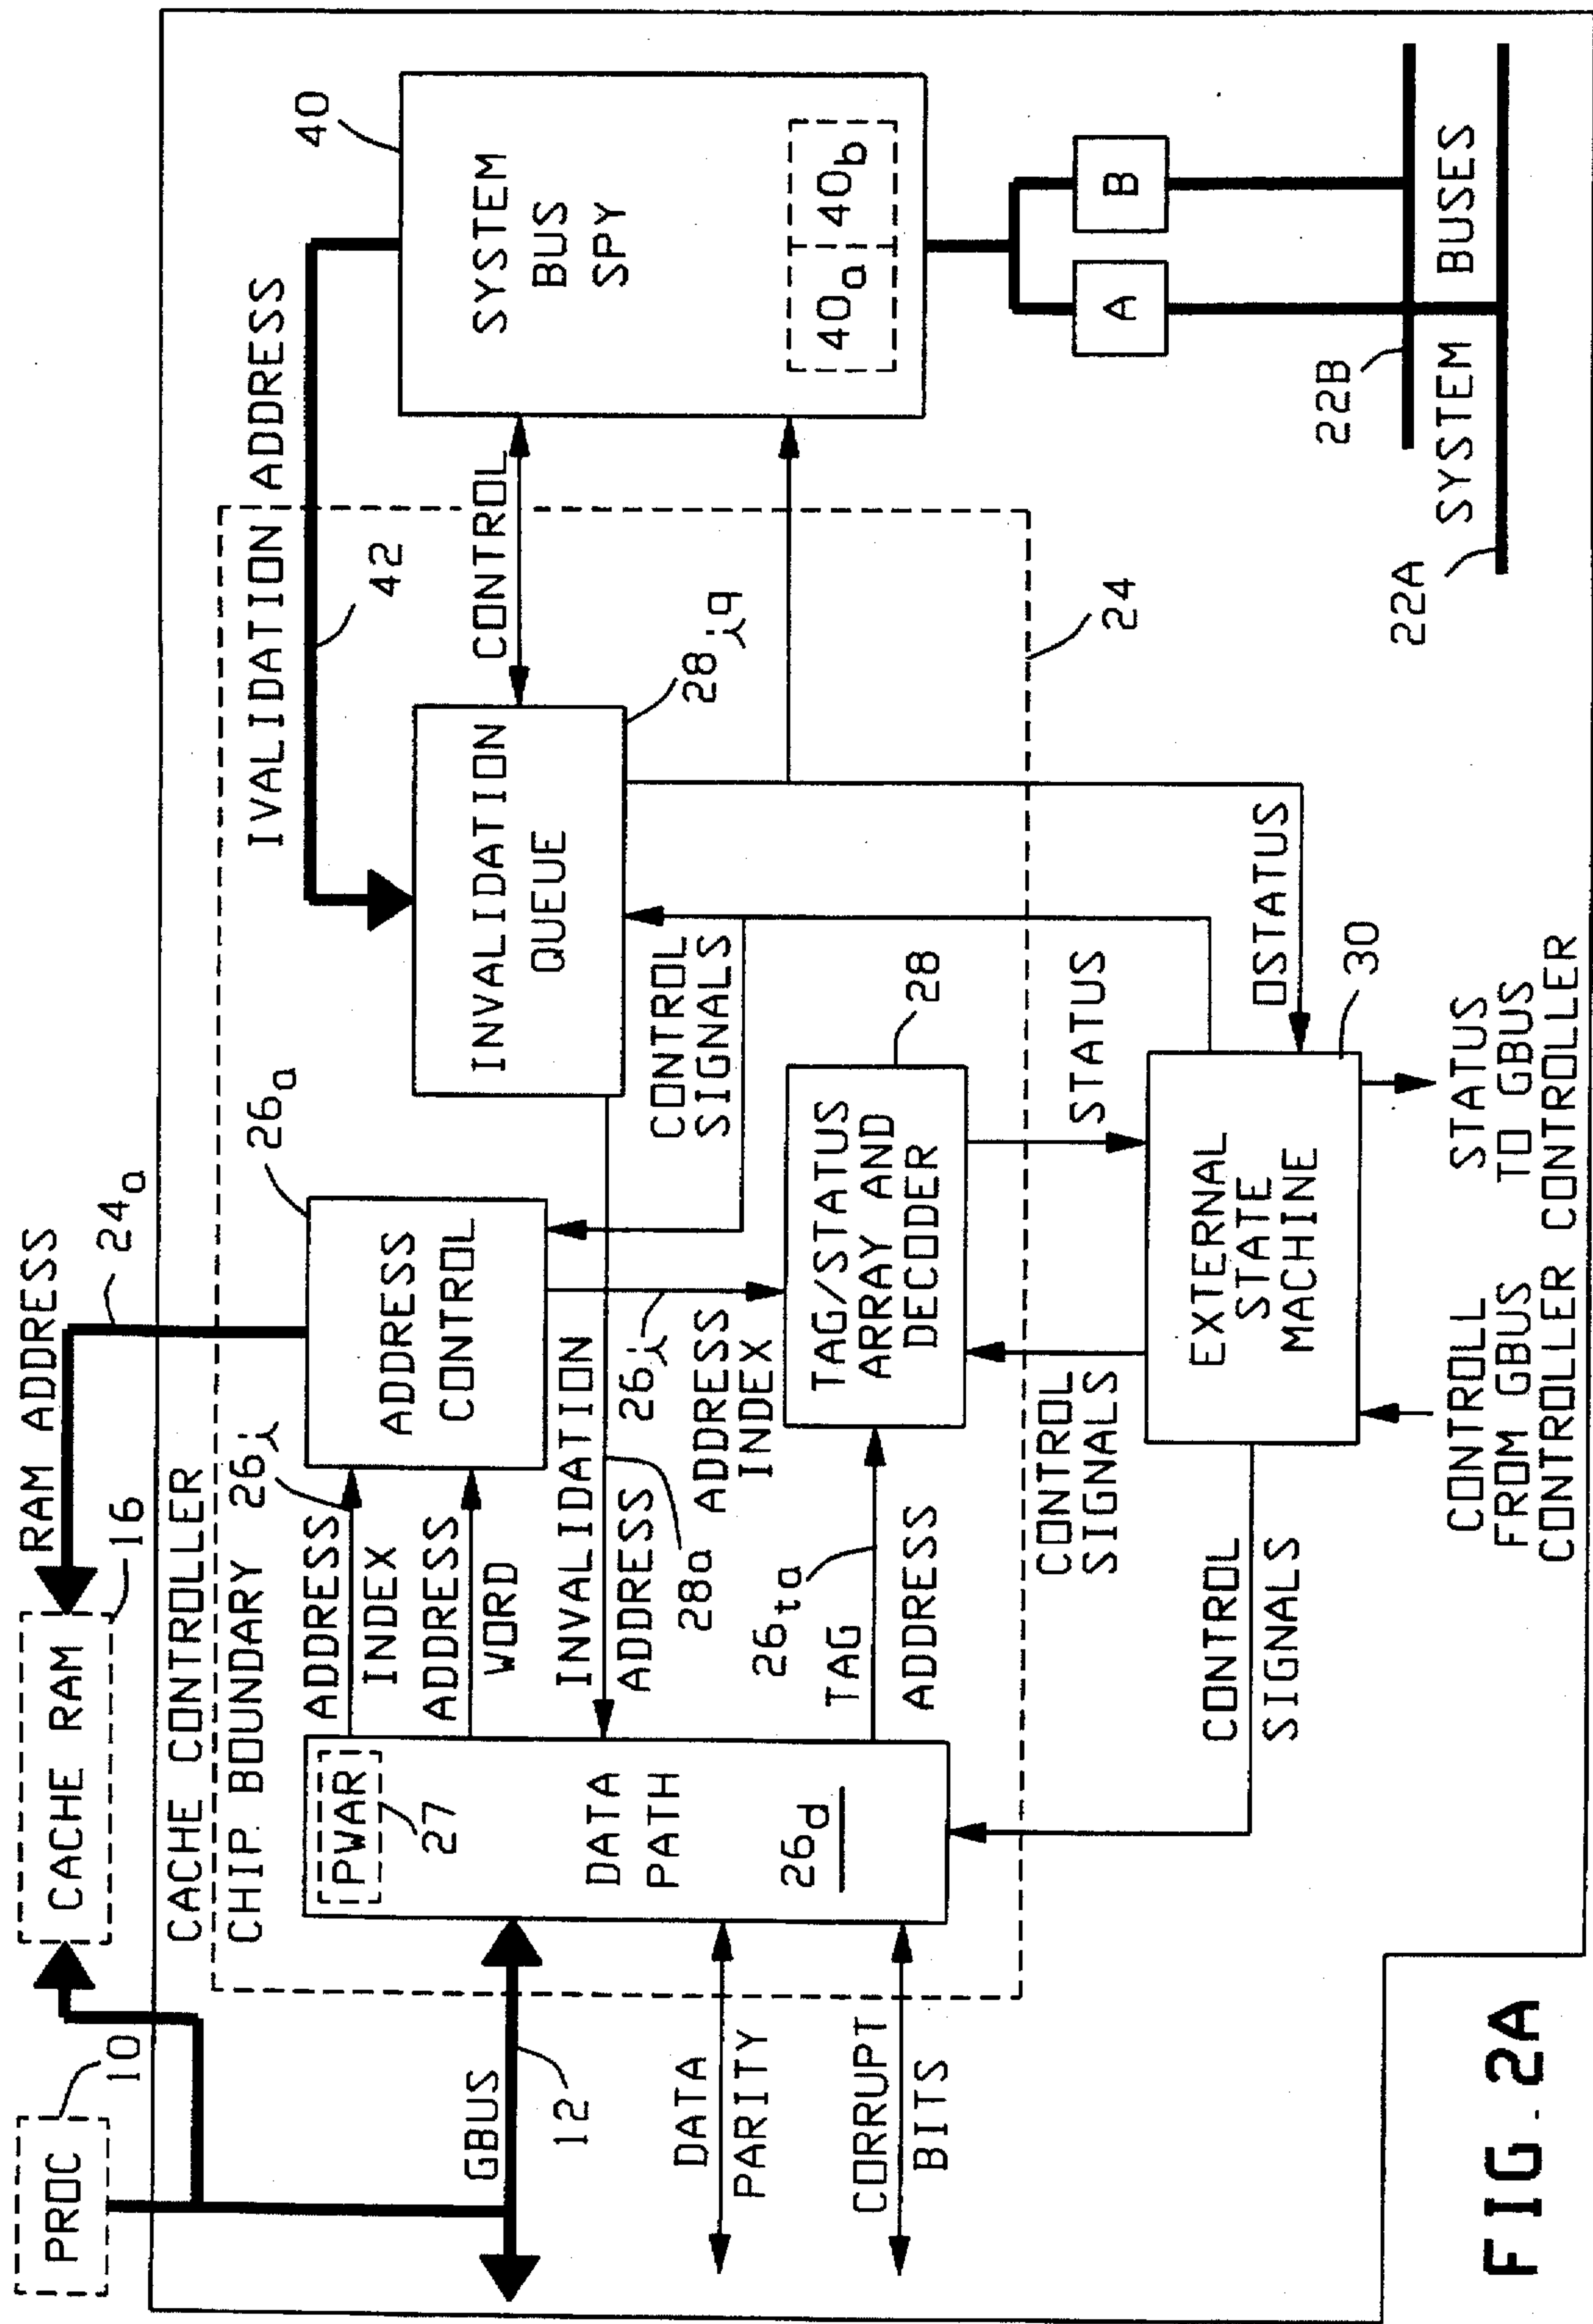 PROC
10
CACHE RAM
16
RAM ADDRESS
24a
CACHE CONTROLLER
CHIP BOUNDARY
26i
26a
IVALIDATION ADDRESS
42
40
GBUS
12
DATA
PARITY
CORRUPT
BITS
PWAR
27
DATA
PATH
26d
ADDRESS
INDEX
ADDRESS
WORD
INVALIDATION
ADDRESS
28a
26ta
TAG
ADDRESS
ADDRESS
CONTROL
26i
ADDRESS
INDEX
CONTROL
SIGNALS
INVALIDATION
QUEUE
28iq
CONTROL
SYSTEM
BUS
SPY
40a
40b
TAG/STATUS
ARRAY AND
DECODER
28
CONTROL
SIGNALS
STATUS
24
CONTROL
SIGNALS
EXTERNAL
STATE
MACHINE
30
QSTATUS
A
B
22B
22A
SYSTEM BUSES
CONTROLL
FROM GBUS
CONTROLLER
STATUS
TO GBUS
CONTROLLER
FIG. 2A